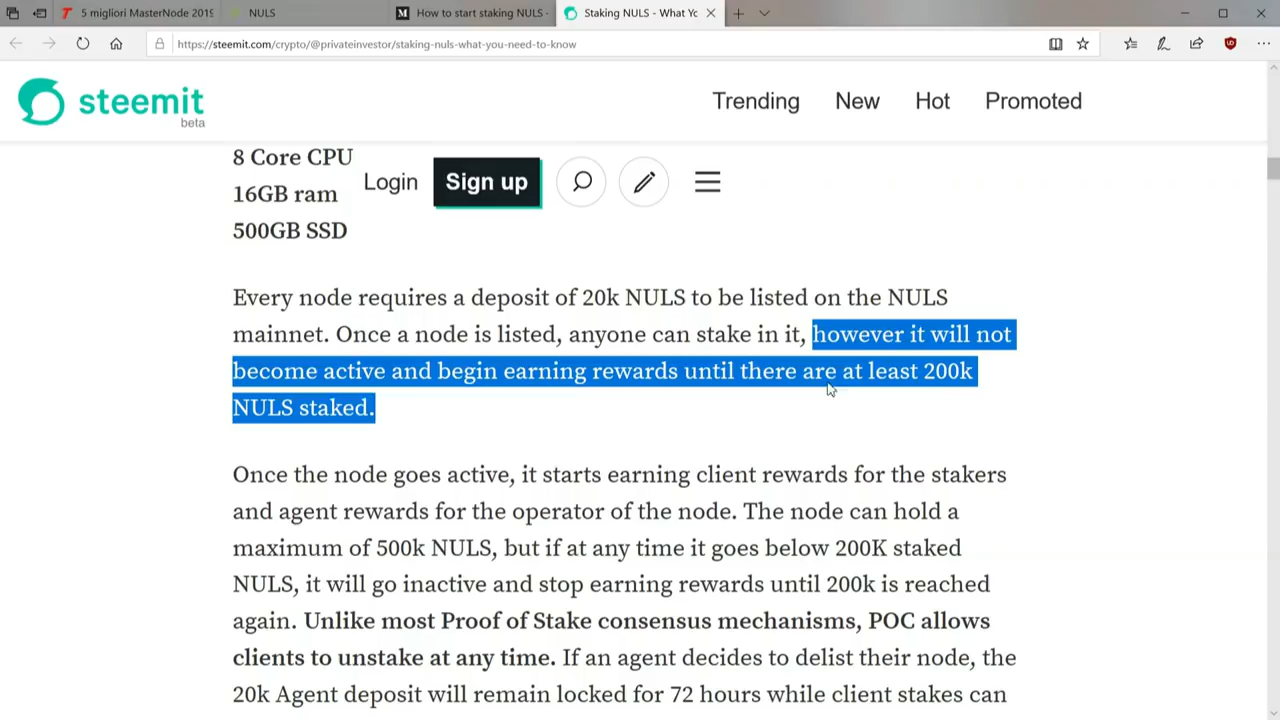 5 migliori MasterNode 2019
NULS
How to start staking NULS -
Staking NULS - What Yo
https://steemit.com/crypto/@privateinvestor/staking-nuls-what-you-need-to-know
steemit
beta
Trending
New
Hot
Promoted
8 Core CPU
16GB ram
500GB SSD
Login
Sign up
Every node requires a deposit of 20k NULS to be listed on the NULS
mainnet. Once a node is listed, anyone can stake in it, however it will not
become active and begin earning rewards until there are at least 200k
NULS staked.
Once the node goes active, it starts earning client rewards for the stakers
and agent rewards for the operator of the node. The node can hold a
maximum of 500k NULS, but if at any time it goes below 200K staked
NULS, it will go inactive and stop earning rewards until 200k is reached
again. Unlike most Proof of Stake consensus mechanisms, POC allows
clients to unstake at any time. If an agent decides to delist their node, the
20k Agent deposit will remain locked for 72 hours while client stakes can